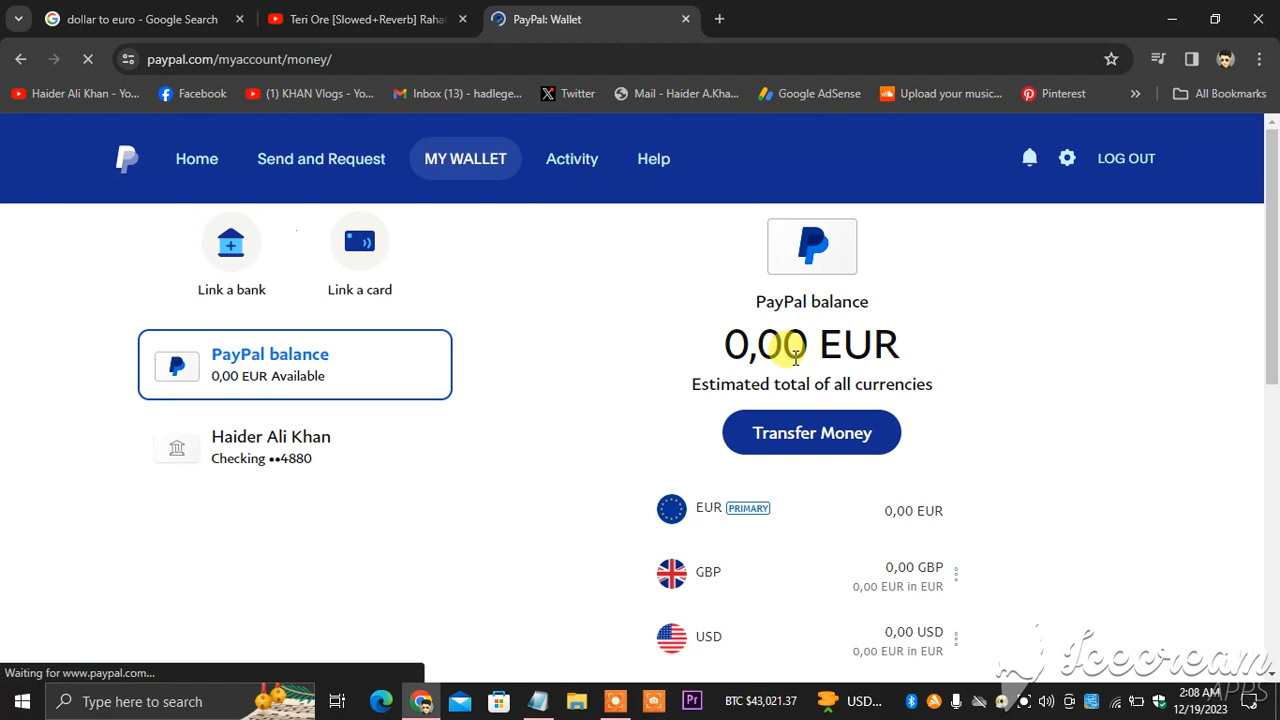 dollar to euro - Google Search
Teri Ore [Slowed+Reverb] Raha
PayPal: Wallet
paypal.com/myaccount/money/
Haider Ali Khan - Yo...
Facebook
(1) KHAN Vlogs - Yo...
Inbox (13) - hadlege...
Twitter
Mail - Haider A.Kha...
Google AdSense
Upload your music...
Pinterest
All Bookmarks
Home
Send and Request
MY WALLET
Activity
Help
LOG OUT
Link a bank
Link a card
PayPal balance
0,00 EUR Available
Haider Ali Khan
Checking ••4880
PayPal balance
0,00 EUR
Estimated total of all currencies
Transfer Money
EUR PRIMARY
0,00 EUR
GBP
0,00 GBP
0,00 EUR in EUR
USD
0,00 USD
0,00 EUR in EUR
Waiting for www.paypal.com...
Icecream
APPS
Type here to search
Pr
BTC $43,021.37
USD...
2:08 AM
12/19/2023